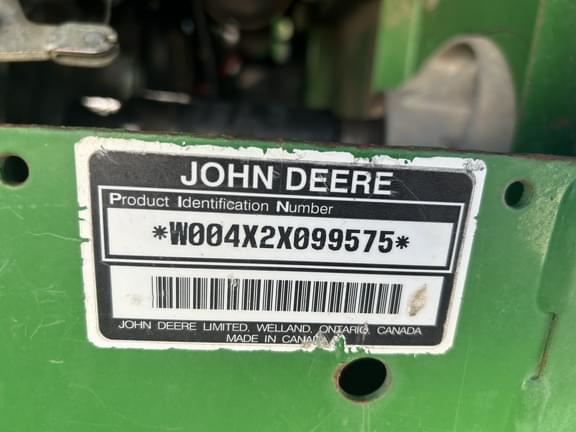 JOHN DEERE
Product Identification Number
*W004X2X099575*
JOHN DEERE LIMITED, WELLAND, ONTARIO, CANADA
MADE IN CANADA